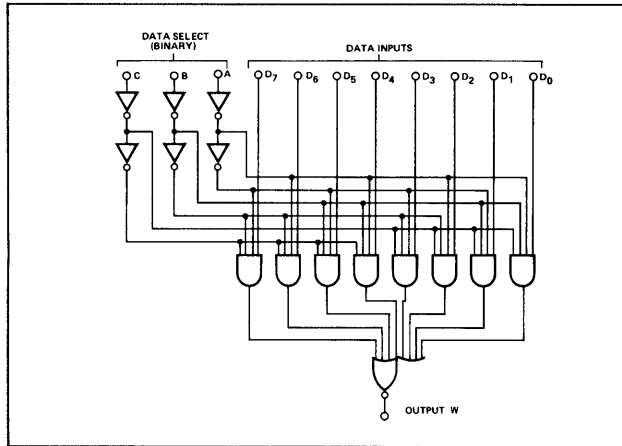 DATA SELECT
(BINARY)
DATA INPUTS
C B A D7 D6 D5 D4 D3 D2 D1 D0
OUTPUT W